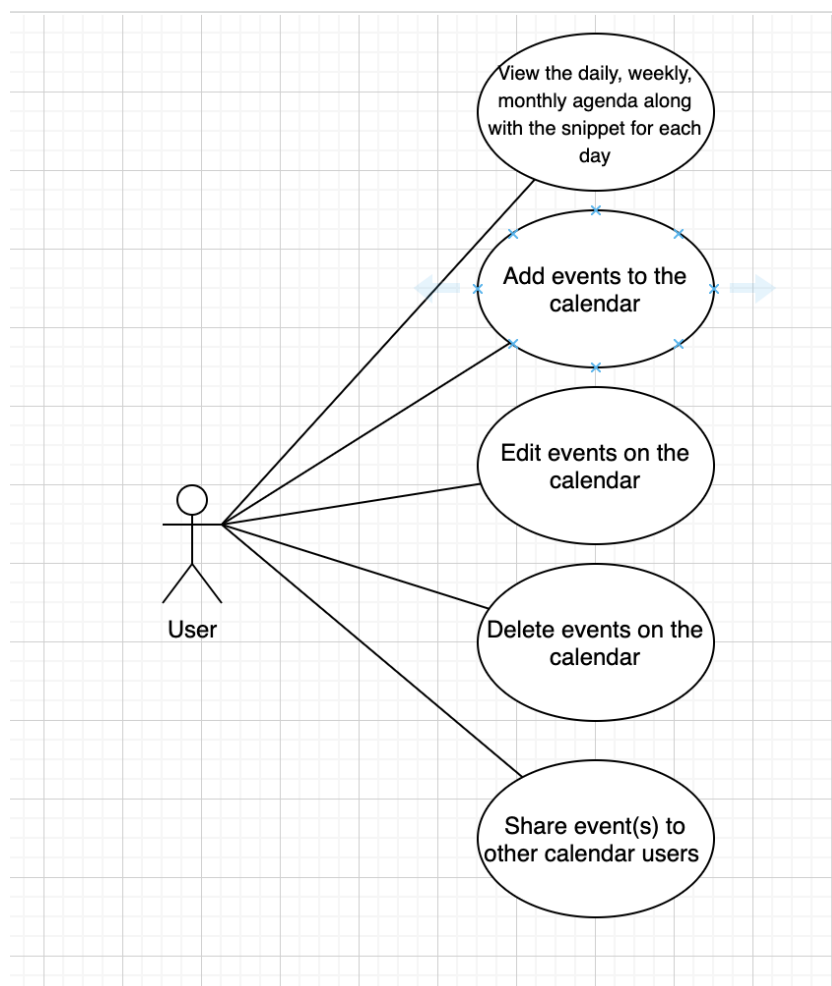 View the daily, weekly,
monthly agenda along
with the snippet for each
day
Add events to the
calendar
Edit events on the
calendar
User
Delete events on the
calendar
Share event(s) to
other calendar users